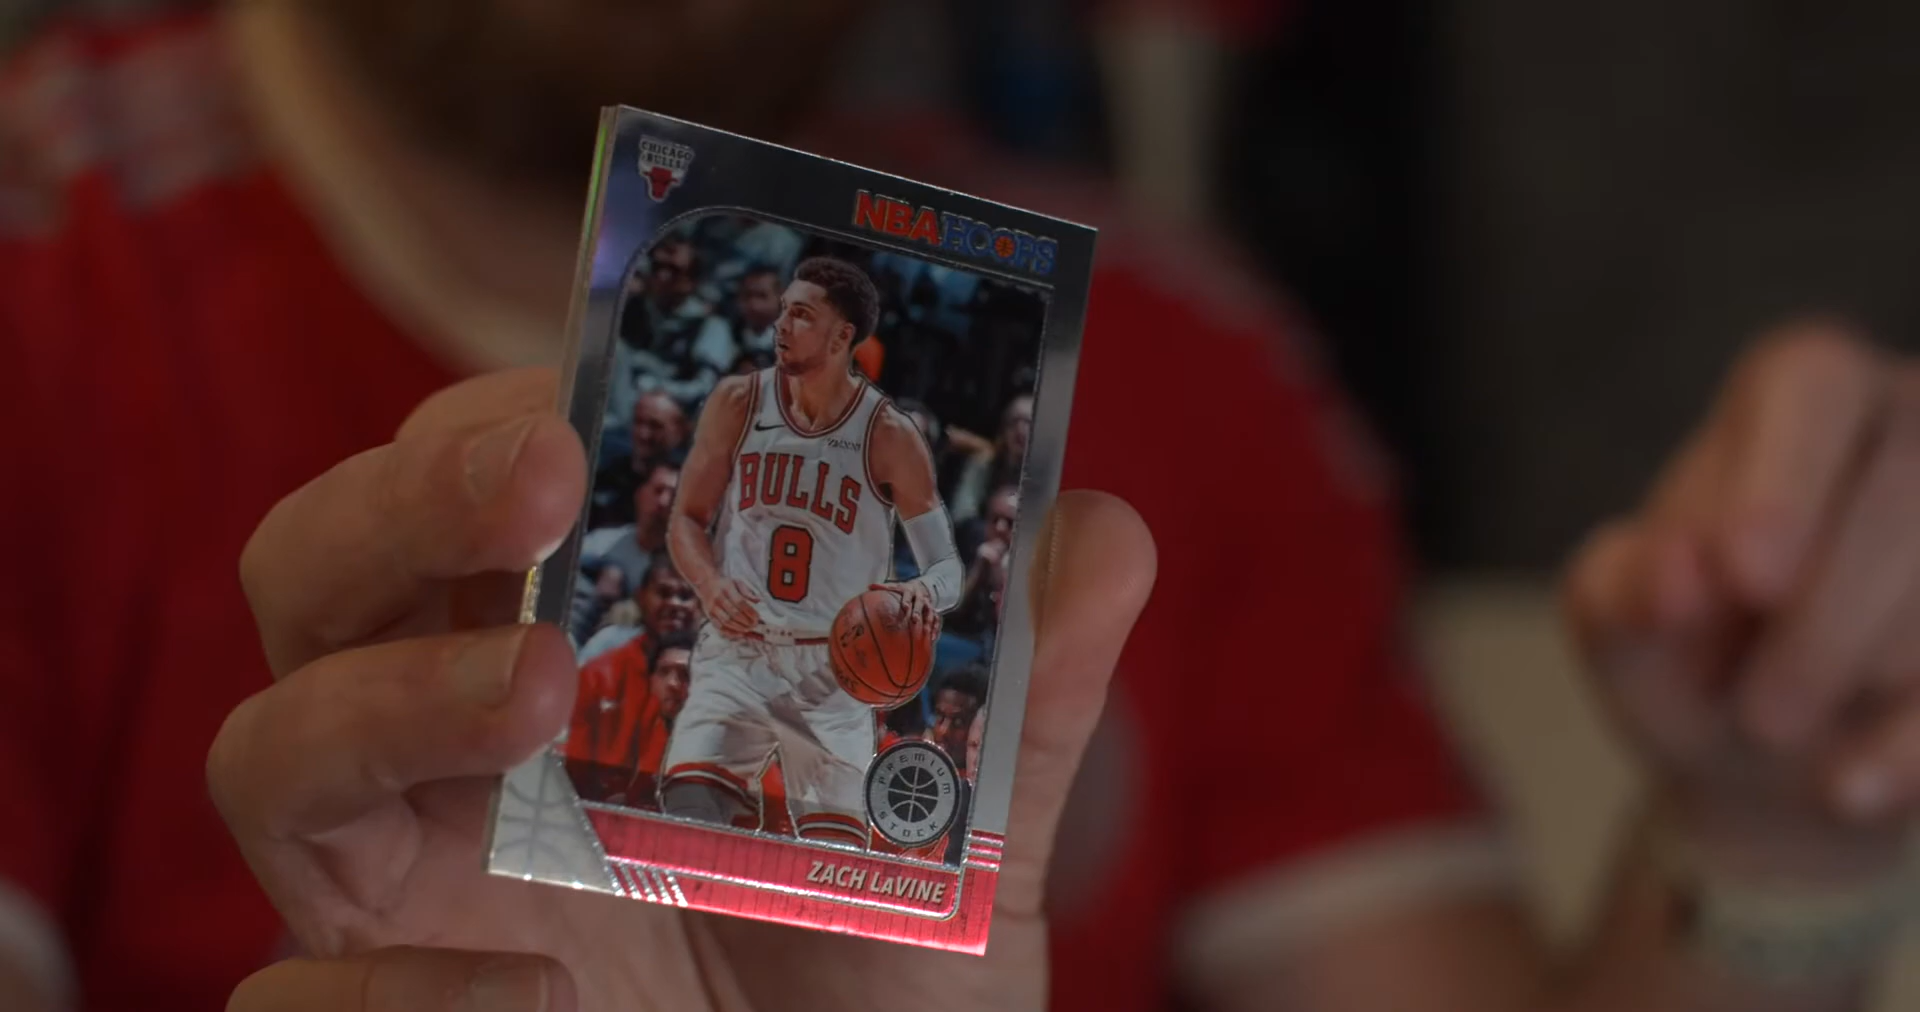 CHICAGO
BULLS
NBA HOOPS
BULLS
8
PREMIUM
STOCK
ZACH LaVINE